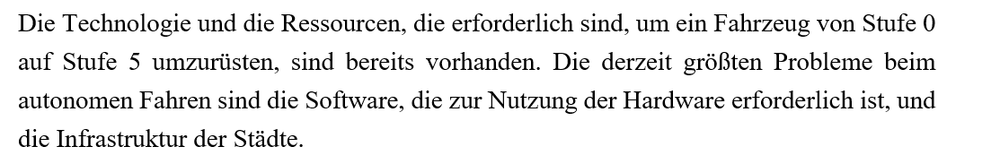 Die Technologie und die Ressourcen, die erforderlich sind, um ein Fahrzeug von Stufe 0
auf Stufe 5 umzurüsten, sind bereits vorhanden. Die derzeit größten Probleme beim
autonomen Fahren sind die Software, die zur Nutzung der Hardware erforderlich ist, und
die Infrastruktur der Städte.